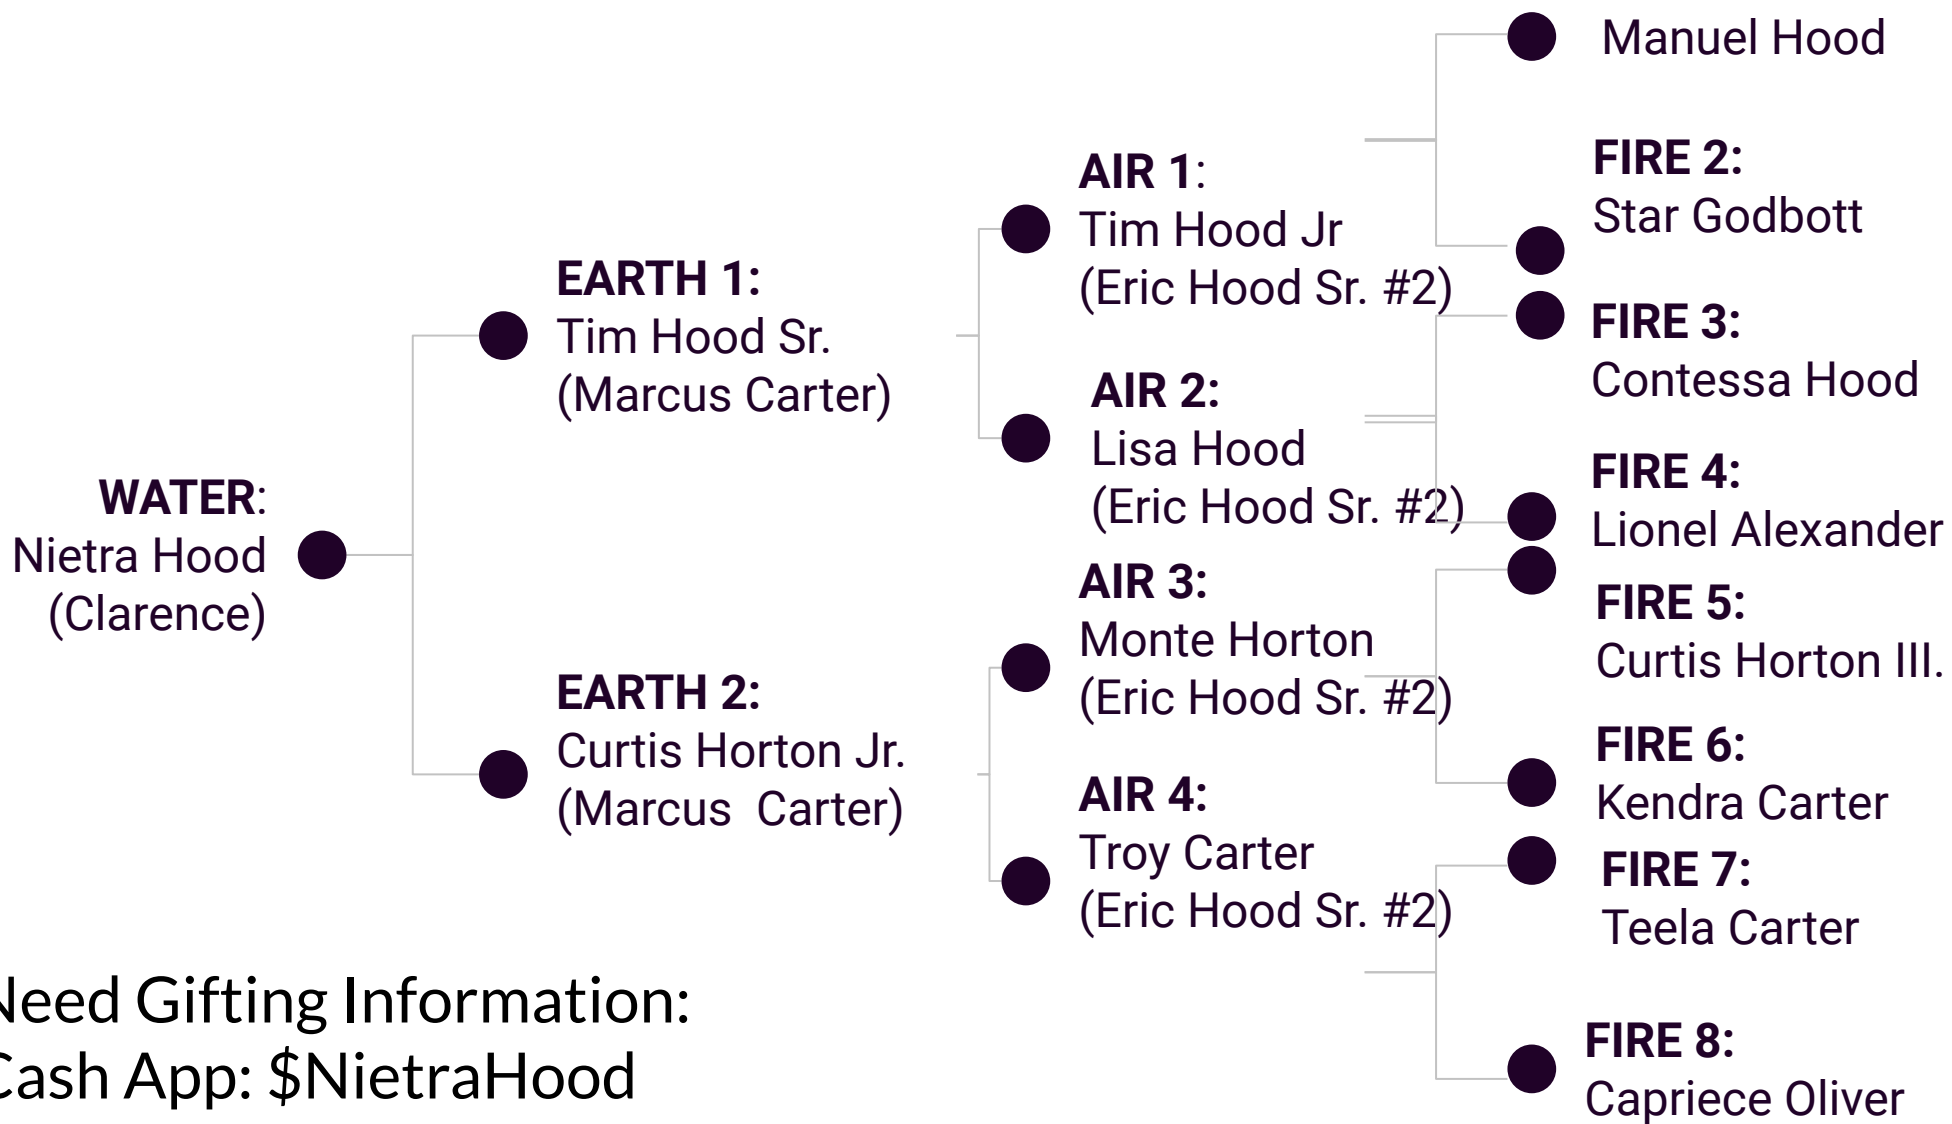 Manuel Hood
FIRE 2:
Star Godbott
AIR 1:
Tim Hood Jr
(Eric Hood Sr. #2)
EARTH 1:
Tim Hood Sr.
(Marcus Carter)
FIRE 3:
Contessa Hood
AIR 2:
Lisa Hood
(Eric Hood Sr. #2)
FIRE 4:
Lionel Alexander
WATER:
Nietra Hood
(Clarence)
AIR 3:
Monte Horton
(Eric Hood Sr. #2)
FIRE 5:
Curtis Horton III.
EARTH 2:
Curtis Horton Jr.
(Marcus  Carter)
FIRE 6:
Kendra Carter
AIR 4:
Troy Carter
(Eric Hood Sr. #2)
FIRE 7:
Teela Carter
Need Gifting Information:
Cash App: $NietraHood
FIRE 8:
Capriece Oliver